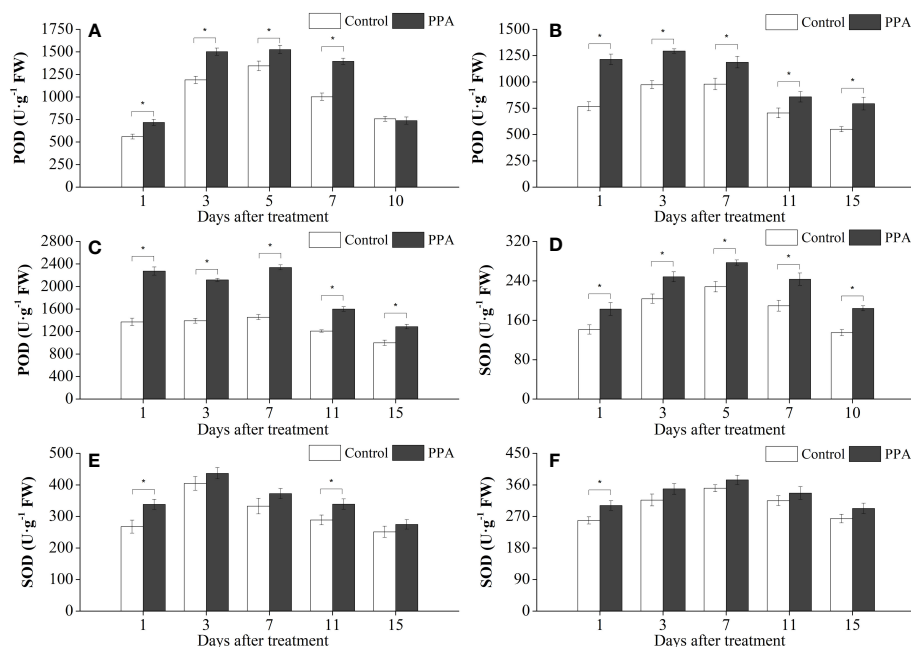 A
Control PPA
1750
1500
1250
1000
750
500
250
0
POD (U·g⁻¹ FW)
* * * *
1 3 5 7 10
Days after treatment
B
Control PPA
1500
1250
1000
750
500
250
0
POD (U·g⁻¹ FW)
* * * * *
1 3 7 11 15
Days after treatment
C
Control PPA
2800
2400
2000
1600
1200
800
400
0
POD (U·g⁻¹ FW)
* * * * *
1 3 7 11 15
Days after treatment
D
Control PPA
320
240
160
80
0
SOD (U·g⁻¹ FW)
* * * * *
1 3 5 7 10
Days after treatment
E
Control PPA
500
400
300
200
100
0
SOD (U·g⁻¹ FW)
* *
1 3 7 11 15
Days after treatment
F
Control PPA
450
360
270
180
90
0
SOD (U·g⁻¹ FW)
*
1 3 7 11 15
Days after treatment